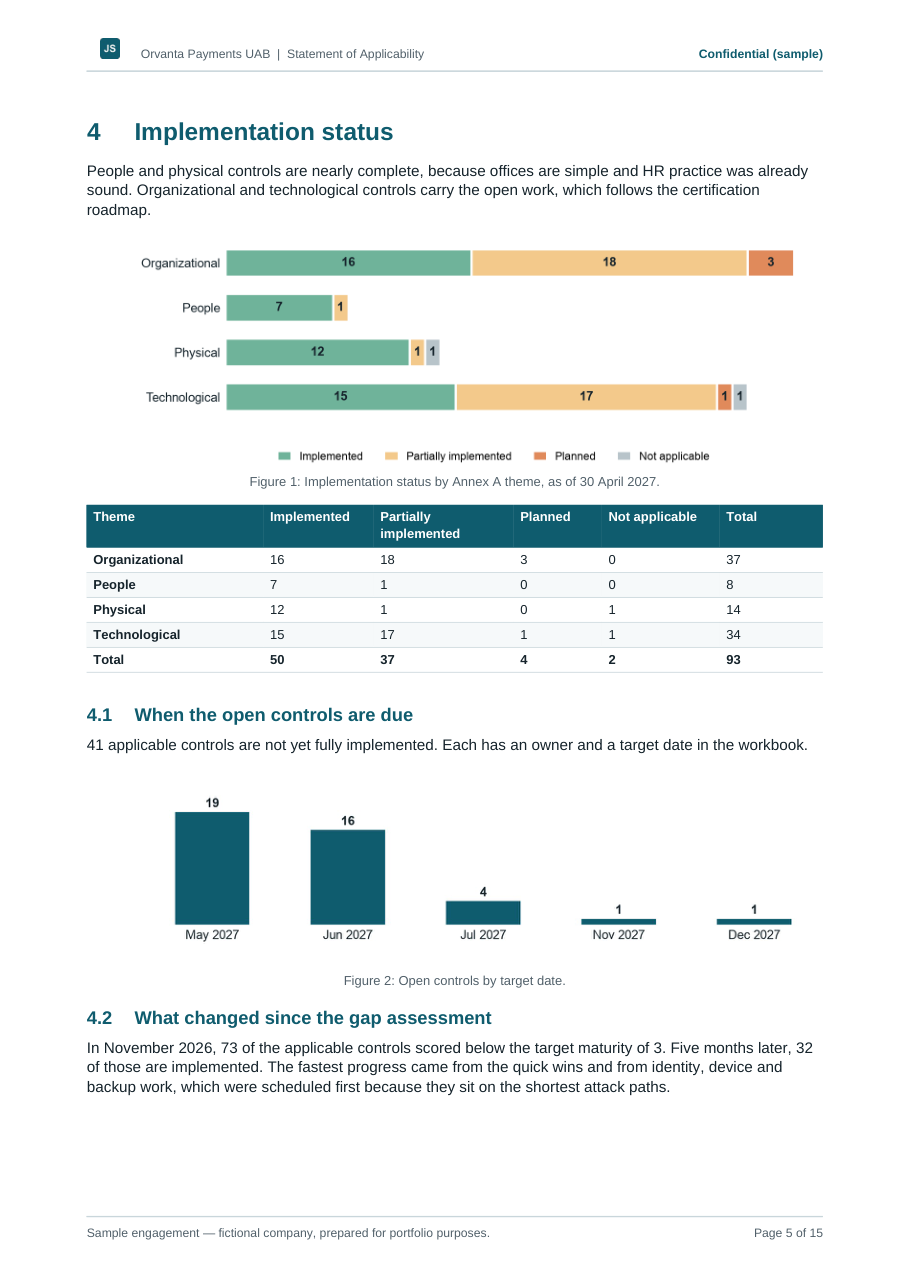 JS Orvanta Payments UAB | Statement of Applicability Confidential (sample)
4 Implementation status
People and physical controls are nearly complete, because offices are simple and HR practice was already
sound. Organizational and technological controls carry the open work, which follows the certification
roadmap.
Organizational 16 18 3
People 7 1
Physical 12 1 1
Technological 15 17 1 1
Implemented Partially implemented Planned Not applicable
Figure 1: Implementation status by Annex A theme, as of 30 April 2027.
Theme Implemented Partially implemented Planned Not applicable Total
Organizational 16 18 3 0 37
People 7 1 0 0 8
Physical 12 1 0 1 14
Technological 15 17 1 1 34
Total 50 37 4 2 93
4.1 When the open controls are due
41 applicable controls are not yet fully implemented. Each has an owner and a target date in the workbook.
19 16 4 1 1
May 2027 Jun 2027 Jul 2027 Nov 2027 Dec 2027
Figure 2: Open controls by target date.
4.2 What changed since the gap assessment
In November 2026, 73 of the applicable controls scored below the target maturity of 3. Five months later, 32
of those are implemented. The fastest progress came from the quick wins and from identity, device and
backup work, which were scheduled first because they sit on the shortest attack paths.
Sample engagement — fictional company, prepared for portfolio purposes. Page 5 of 15